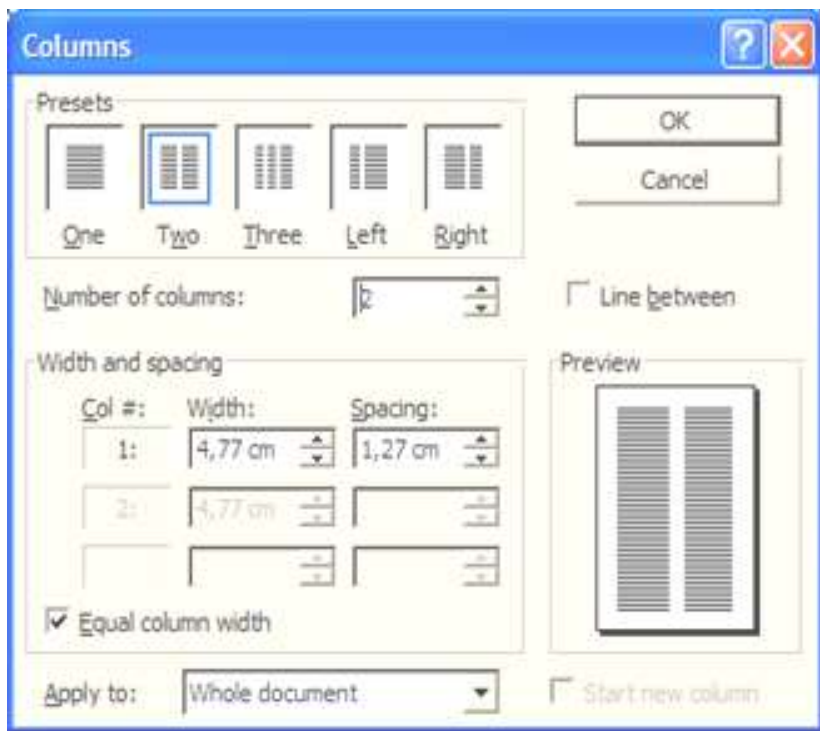 Columns
Presets
OK
Cancel
One Two Three Left Right
Number of columns: 2
Line between
Width and spacing
Preview
Col #: Width: Spacing:
1: 4,77 cm 1,27 cm
2: 4,77 cm
Equal column width
Apply to: Whole document
Start new column